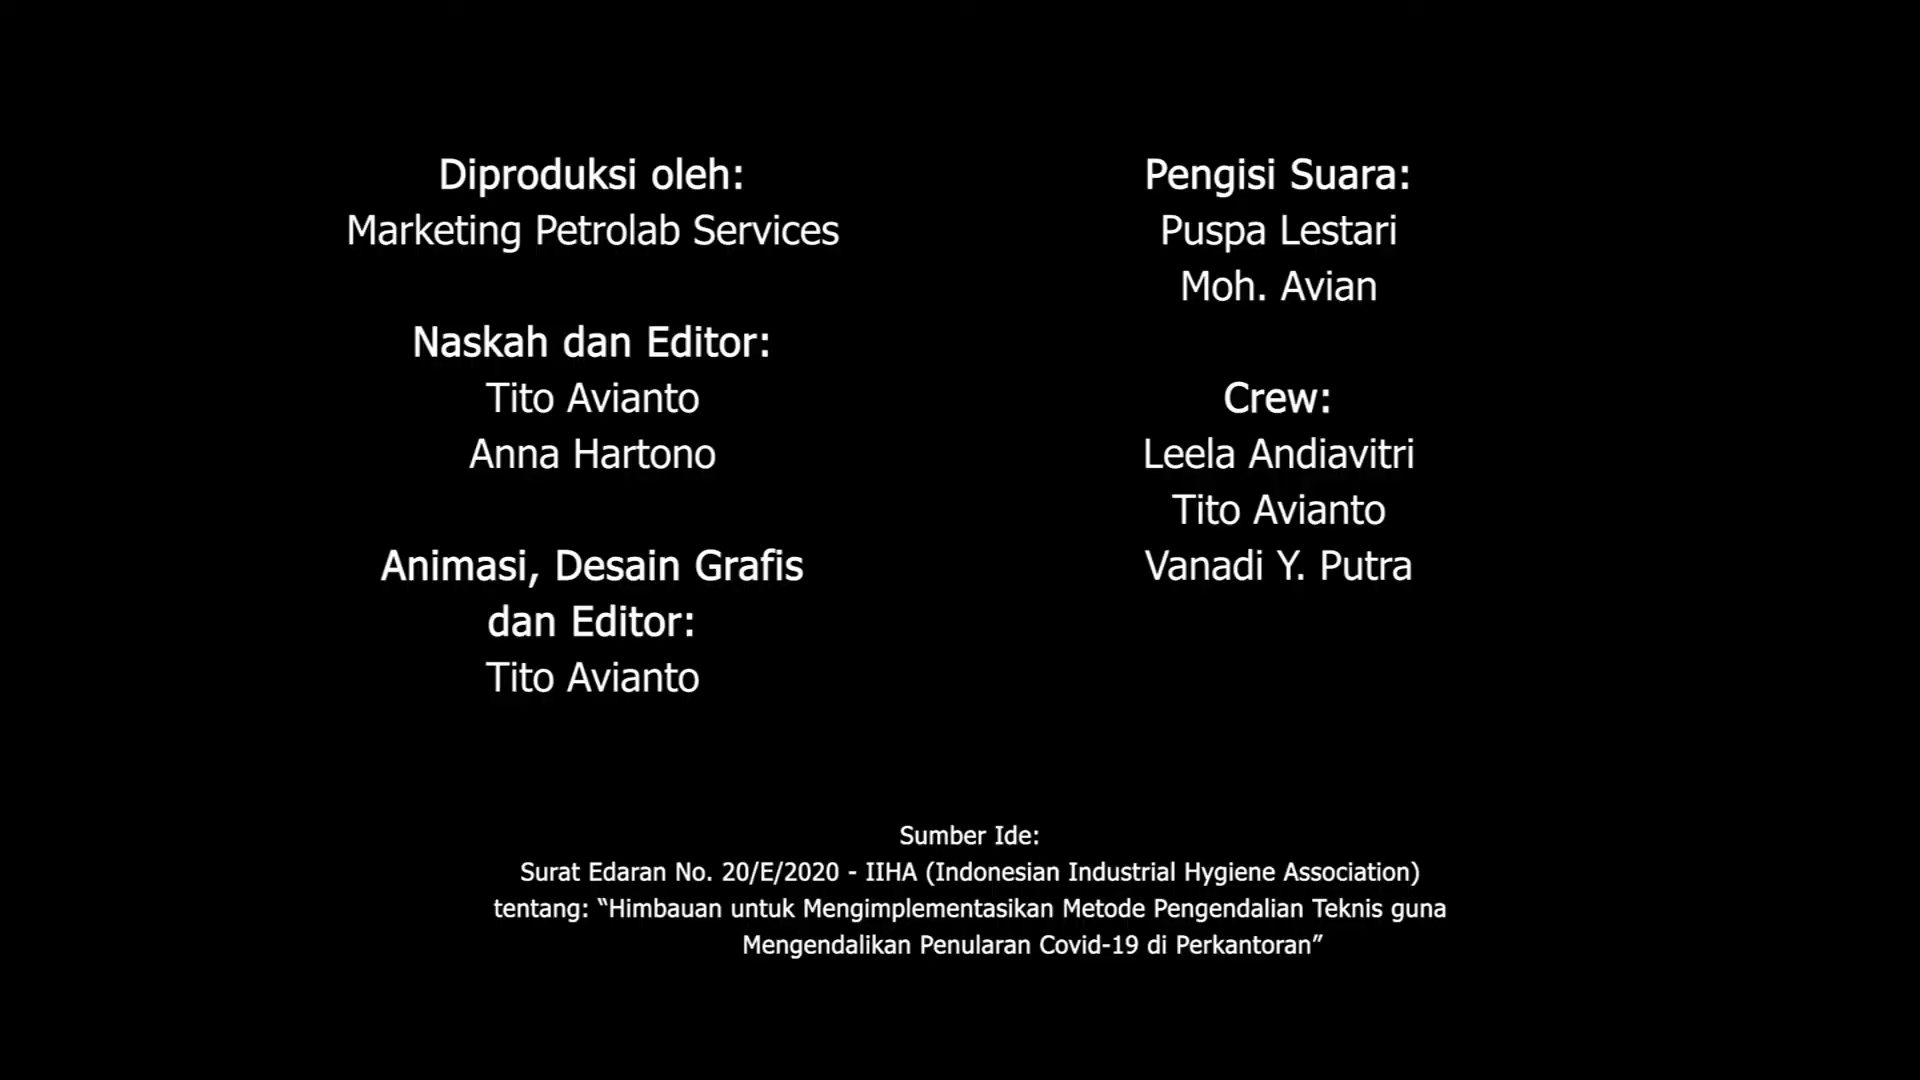 Diproduksi oleh:
Marketing Petrolab Services
Naskah dan Editor:
Tito Avianto
Anna Hartono
Animasi, Desain Grafis
dan Editor:
Tito Avianto
Pengisi Suara:
Puspa Lestari
Moh. Avian
Crew:
Leela Andiavitri
Tito Avianto
Vanadi Y. Putra
Sumber Ide:
Surat Edaran No. 20/E/2020 - IIHA (Indonesian Industrial Hygiene Association)
tentang: “Himbauan untuk Mengimplementasikan Metode Pengendalian Teknis guna
Mengendalikan Penularan Covid-19 di Perkantoran”